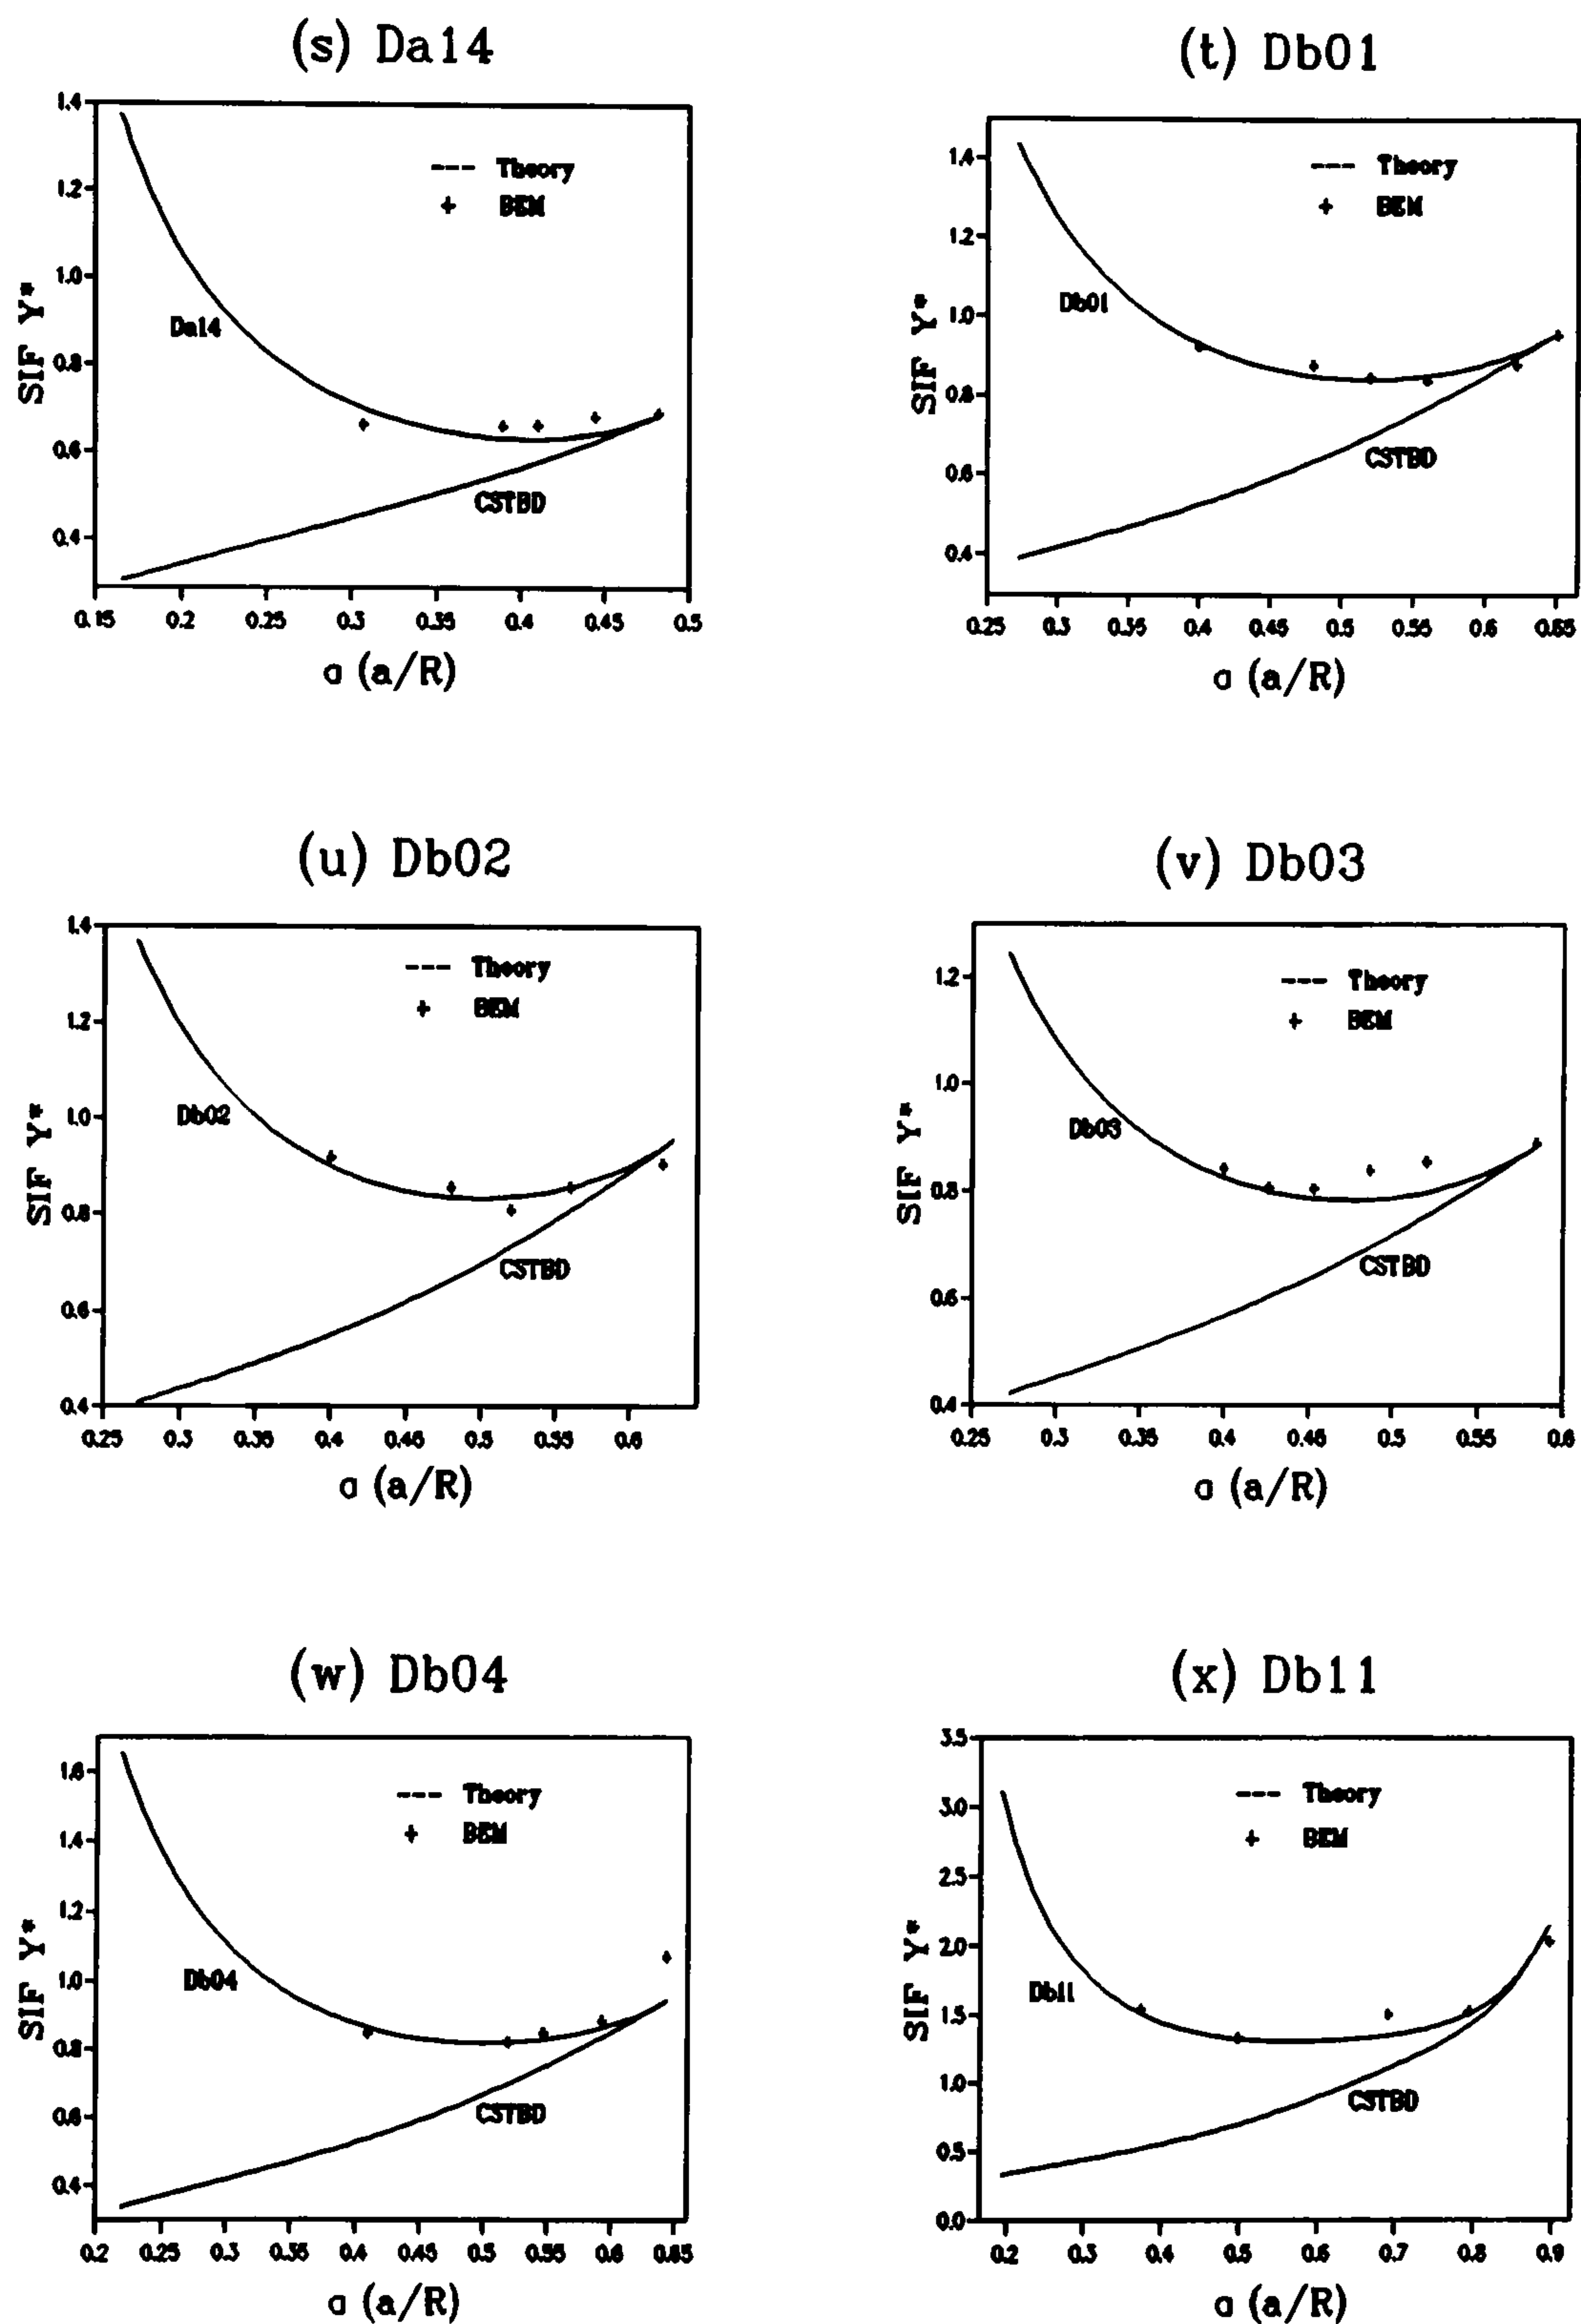 (s) Da14
1.4
1.2
1.0
0.8
0.6
0.4
SIF Y*
Theory
BEM
Da14
CSTBD
0.15 0.2 0.25 0.3 0.35 0.4 0.45 0.5
α (a/R)
(t) Db01
1.4
1.2
1.0
0.8
0.6
0.4
SIF Y*
Theory
BEM
Db01
CSTBD
0.25 0.3 0.35 0.4 0.45 0.5 0.55 0.6 0.65
α (a/R)
(u) Db02
1.4
1.2
1.0
0.8
0.6
0.4
SIF Y*
Theory
BEM
Db02
CSTBD
0.25 0.3 0.35 0.4 0.45 0.5 0.55 0.6
α (a/R)
(v) Db03
1.2
1.0
0.8
0.6
0.4
SIF Y*
Theory
BEM
Db03
CSTBD
0.25 0.3 0.35 0.4 0.45 0.5 0.55 0.6
α (a/R)
(w) Db04
1.6
1.4
1.2
1.0
0.8
0.6
0.4
SIF Y*
Theory
BEM
Db04
CSTBD
0.2 0.25 0.3 0.35 0.4 0.45 0.5 0.55 0.6 0.65
α (a/R)
(x) Db11
3.5
3.0
2.5
2.0
1.5
1.0
0.5
0.0
SIF Y*
Theory
BEM
Db11
CSTBD
0.2 0.3 0.4 0.5 0.6 0.7 0.8 0.9
α (a/R)